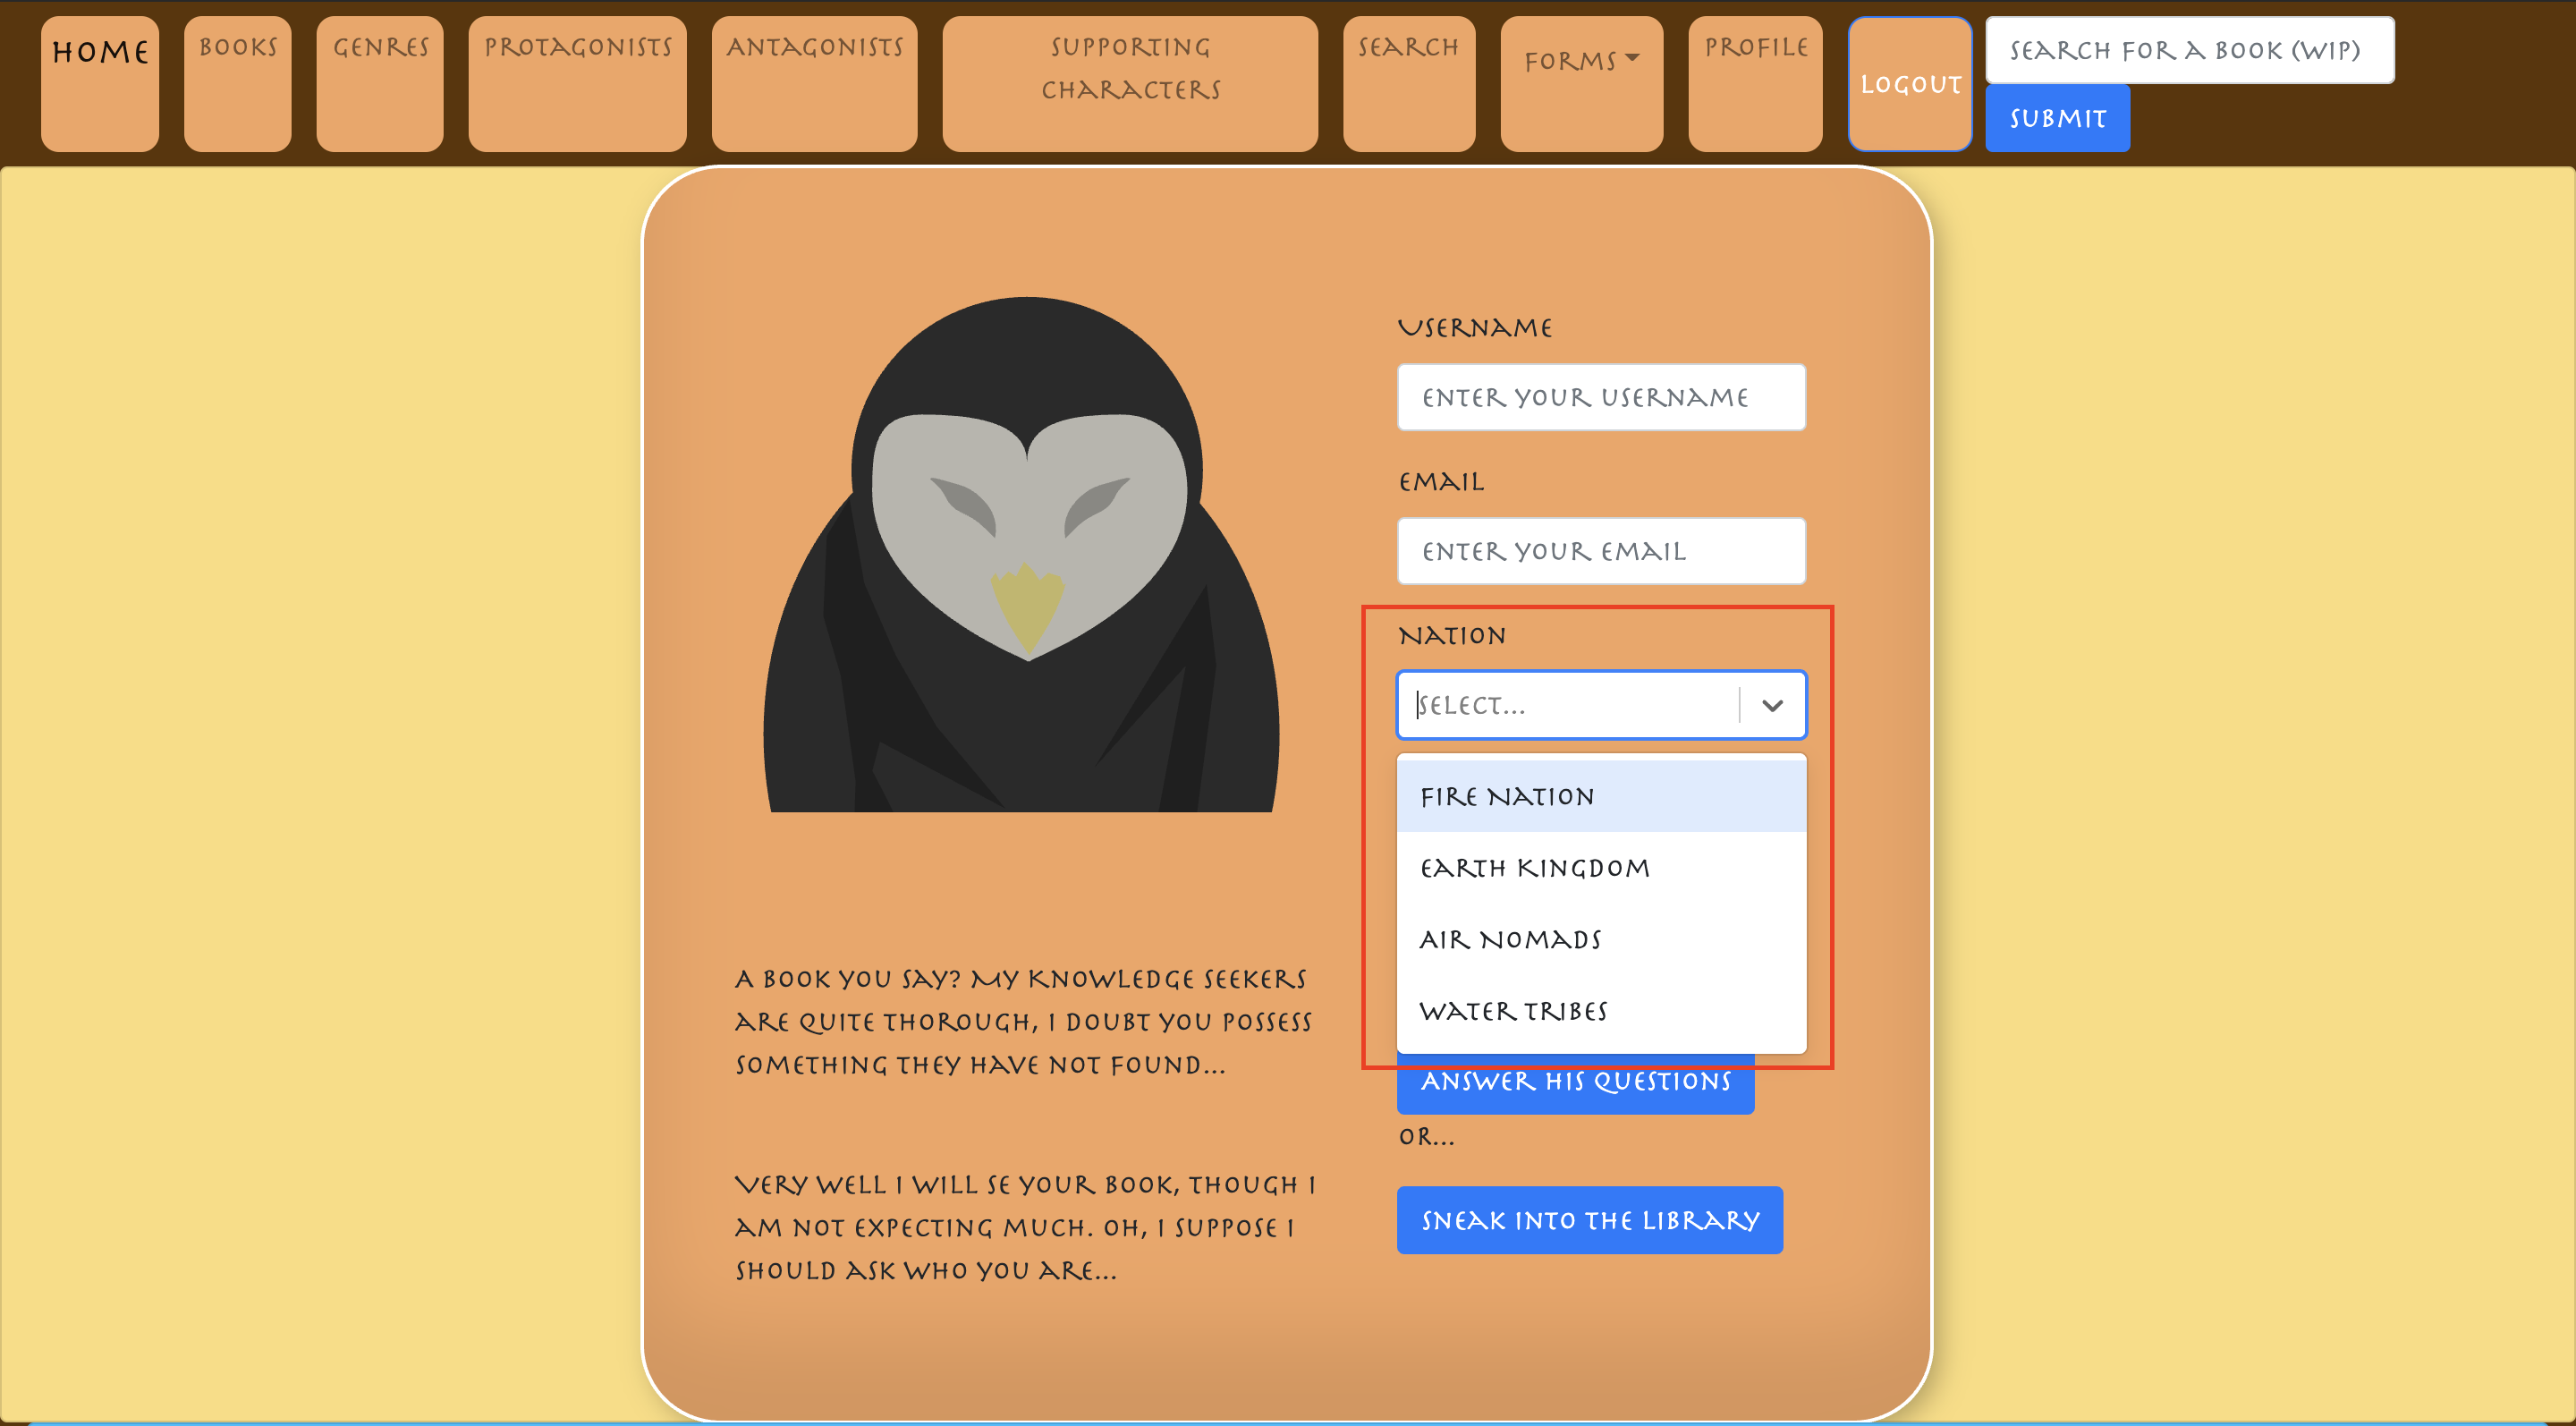 HOME
BOOKS
GENRES
PROTAGONISTS
ANTAGONISTS
SUPPORTING
CHARACTERS
SEARCH
FORMS
PROFILE
LOGOUT
SEARCH FOR A BOOK (WIP)
SUBMIT
USERNAME
ENTER YOUR USERNAME
EMAIL
ENTER YOUR EMAIL
NATION
SELECT...
FIRE NATION
EARTH KINGDOM
AIR NOMADS
WATER TRIBES
ANSWER HIS QUESTIONS
OR...
SNEAK INTO THE LIBRARY
A BOOK YOU SAY? MY KNOWLEDGE SEEKERS
ARE QUITE THOROUGH, I DOUBT YOU POSSESS
SOMETHING THEY HAVE NOT FOUND...
VERY WELL I WILL SE YOUR BOOK, THOUGH I
AM NOT EXPECTING MUCH. OH, I SUPPOSE I
SHOULD ASK WHO YOU ARE...